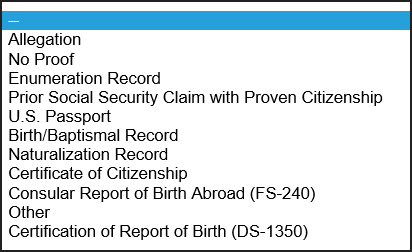 --
Allegation
No Proof
Enumeration Record
Prior Social Security Claim with Proven Citizenship
U.S. Passport
Birth/Baptismal Record
Naturalization Record
Certificate of Citizenship
Consular Report of Birth Abroad (FS-240)
Other
Certification of Report of Birth (DS-1350)